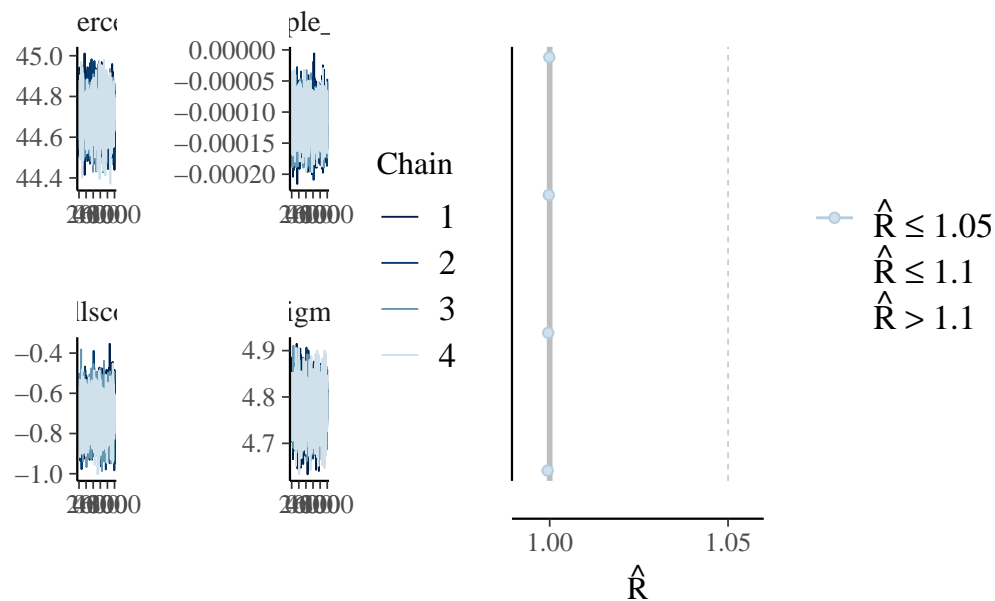 erce
ple_
45.0
44.8
44.6
44.4
0.00000
−0.00005
−0.00010
−0.00015
−0.00020
Chain
1
2
3
4
llsc
igm
−0.4
−0.6
−0.8
−1.0
4.9
4.8
4.7
1.00
1.05
R̂
R̂ ≤ 1.05
R̂ ≤ 1.1
R̂ > 1.1